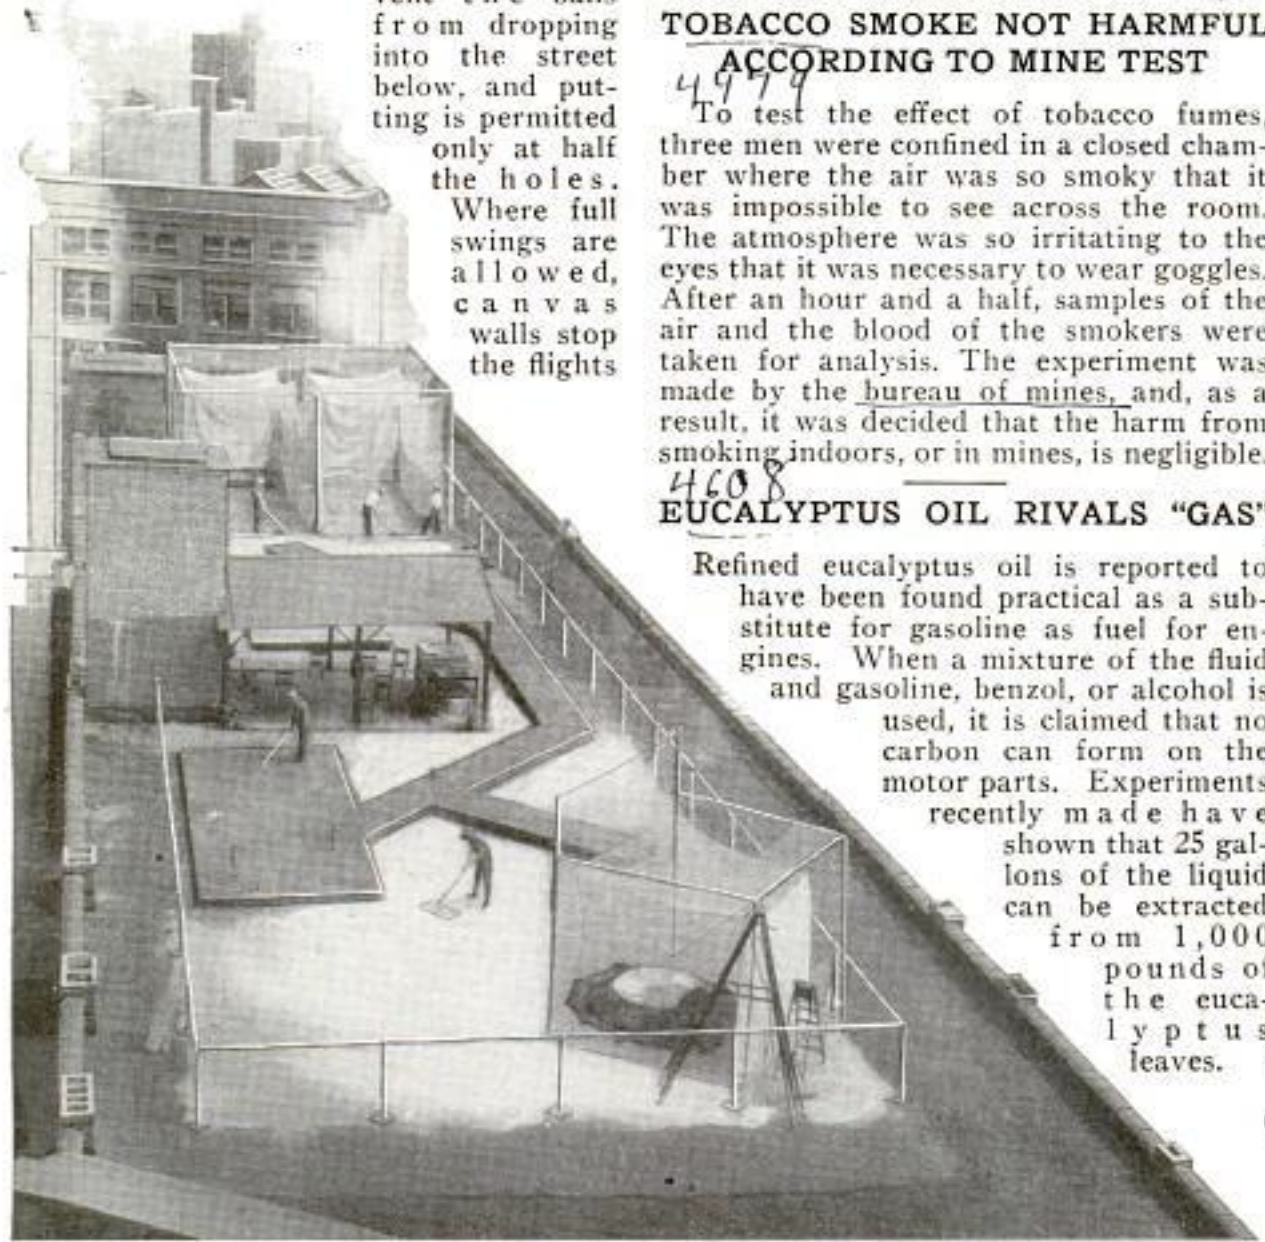 from dropping
into the street
below, and put-
ting is permitted
only at half
the holes.
Where full
swings are
allowed,
canvas
walls stop
the flights
TOBACCO SMOKE NOT HARMFUL
ACCORDING TO MINE TEST
To test the effect of tobacco fumes,
three men were confined in a closed cham-
ber where the air was so smoky that it
was impossible to see across the room.
The atmosphere was so irritating to the
eyes that it was necessary to wear goggles.
After an hour and a half, samples of the
air and the blood of the smokers were
taken for analysis. The experiment was
made by the bureau of mines, and, as a
result, it was decided that the harm from
smoking indoors, or in mines, is negligible.
4608
EUCALYPTUS OIL RIVALS “GAS”
Refined eucalyptus oil is reported to
have been found practical as a sub-
stitute for gasoline as fuel for en-
gines. When a mixture of the fluid
and gasoline, benzol, or alcohol is
used, it is claimed that no
carbon can form on the
motor parts. Experiments
recently made have
shown that 25 gal-
lons of the liquid
can be extracted
from 1,000
pounds of
the euca-
lyptus
leaves.